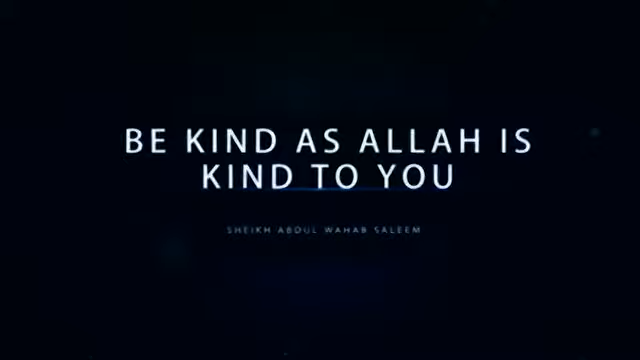 BE KIND AS ALLAH IS
KIND TO YOU
SHEIKH ABDUL WAHAB SALEEM